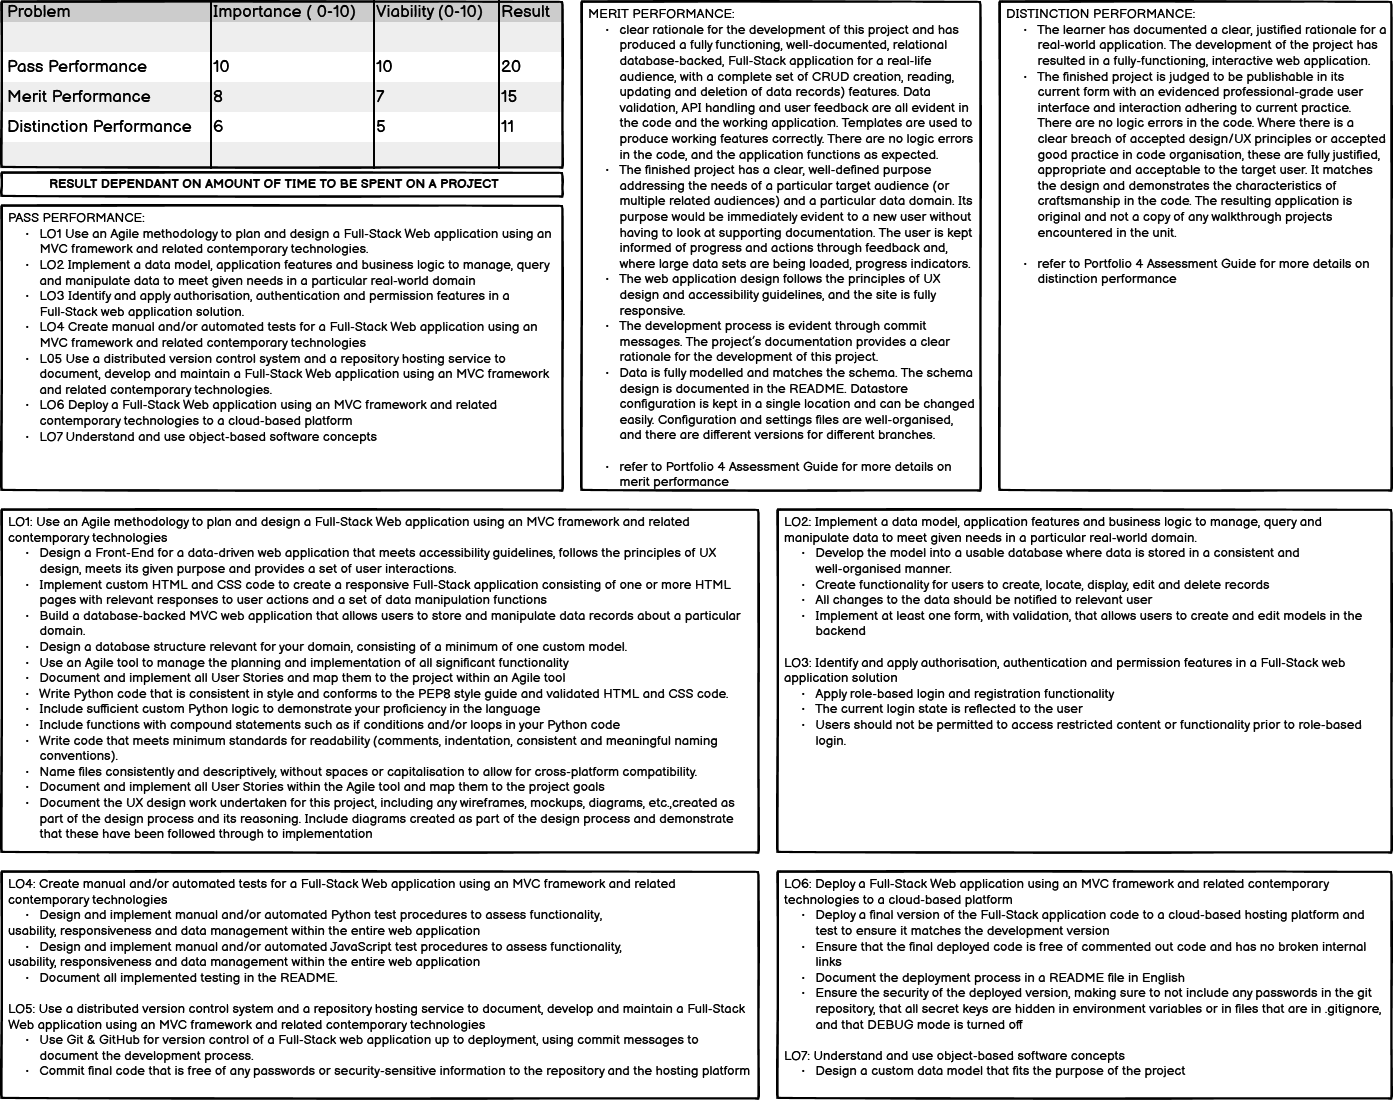 Problem Importance ( 0-10) Viability (0-10) Result
Pass Performance 10 10 20
Merit Performance 8 7 15
Distinction Performance 6 5 11
RESULT DEPENDANT ON AMOUNT OF TIME TO BE SPENT ON A PROJECT
PASS PERFORMANCE:
· LO1 Use an Agile methodology to plan and design a Full-Stack Web application using an
MVC framework and related contemporary technologies.
· LO2 Implement a data model, application features and business logic to manage, query
and manipulate data to meet given needs in a particular real-world domain
· LO3 Identify and apply authorisation, authentication and permission features in a
Full-Stack web application solution.
· LO4 Create manual and/or automated tests for a Full-Stack Web application using an
MVC framework and related contemporary technologies
· L05 Use a distributed version control system and a repository hosting service to
document, develop and maintain a Full-Stack Web application using an MVC framework
and related contemporary technologies.
· LO6 Deploy a Full-Stack Web application using an MVC framework and related
contemporary technologies to a cloud-based platform
· LO7 Understand and use object-based software concepts
MERIT PERFORMANCE:
· clear rationale for the development of this project and has
produced a fully functioning, well-documented, relational
database-backed, Full-Stack application for a real-life
audience, with a complete set of CRUD creation, reading,
updating and deletion of data records) features. Data
validation, API handling and user feedback are all evident in
the code and the working application. Templates are used to
produce working features correctly. There are no logic errors
in the code, and the application functions as expected.
· The finished project has a clear, well-defined purpose
addressing the needs of a particular target audience (or
multiple related audiences) and a particular data domain. Its
purpose would be immediately evident to a new user without
having to look at supporting documentation. The user is kept
informed of progress and actions through feedback and,
where large data sets are being loaded, progress indicators.
· The web application design follows the principles of UX
design and accessibility guidelines, and the site is fully
responsive.
· The development process is evident through commit
messages. The project's documentation provides a clear
rationale for the development of this project.
· Data is fully modelled and matches the schema. The schema
design is documented in the README. Datastore
configuration is kept in a single location and can be changed
easily. Configuration and settings files are well-organised,
and there are different versions for different branches.
· refer to Portfolio 4 Assessment Guide for more details on
merit performance
DISTINCTION PERFORMANCE:
· The learner has documented a clear, justified rationale for a
real-world application. The development of the project has
resulted in a fully-functioning, interactive web application.
· The finished project is judged to be publishable in its
current form with an evidenced professional-grade user
interface and interaction adhering to current practice.
There are no logic errors in the code. Where there is a
clear breach of accepted design/UX principles or accepted
good practice in code organisation, these are fully justified,
appropriate and acceptable to the target user. It matches
the design and demonstrates the characteristics of
craftsmanship in the code. The resulting application is
original and not a copy of any walkthrough projects
encountered in the unit.
· refer to Portfolio 4 Assessment Guide for more details on
distinction performance
LO1: Use an Agile methodology to plan and design a Full-Stack Web application using an MVC framework and related
contemporary technologies
· Design a Front-End for a data-driven web application that meets accessibility guidelines, follows the principles of UX
design, meets its given purpose and provides a set of user interactions.
· Implement custom HTML and CSS code to create a responsive Full-Stack application consisting of one or more HTML
pages with relevant responses to user actions and a set of data manipulation functions
· Build a database-backed MVC web application that allows users to store and manipulate data records about a particular
domain.
· Design a database structure relevant for your domain, consisting of a minimum of one custom model.
· Use an Agile tool to manage the planning and implementation of all significant functionality
· Document and implement all User Stories and map them to the project within an Agile tool
· Write Python code that is consistent in style and conforms to the PEP8 style guide and validated HTML and CSS code.
· Include sufficient custom Python logic to demonstrate your proficiency in the language
· Include functions with compound statements such as if conditions and/or loops in your Python code
· Write code that meets minimum standards for readability (comments, indentation, consistent and meaningful naming
conventions).
· Name files consistently and descriptively, without spaces or capitalisation to allow for cross-platform compatibility.
· Document and implement all User Stories within the Agile tool and map them to the project goals
· Document the UX design work undertaken for this project, including any wireframes, mockups, diagrams, etc.,created as
part of the design process and its reasoning. Include diagrams created as part of the design process and demonstrate
that these have been followed through to implementation
LO2: Implement a data model, application features and business logic to manage, query and
manipulate data to meet given needs in a particular real-world domain.
· Develop the model into a usable database where data is stored in a consistent and
well-organised manner.
· Create functionality for users to create, locate, display, edit and delete records
· All changes to the data should be notified to relevant user
· Implement at least one form, with validation, that allows users to create and edit models in the
backend
LO3: Identify and apply authorisation, authentication and permission features in a Full-Stack web
application solution
· Apply role-based login and registration functionality
· The current login state is reflected to the user
· Users should not be permitted to access restricted content or functionality prior to role-based
login.
LO4: Create manual and/or automated tests for a Full-Stack Web application using an MVC framework and related
contemporary technologies
· Design and implement manual and/or automated Python test procedures to assess functionality,
usability, responsiveness and data management within the entire web application
· Design and implement manual and/or automated JavaScript test procedures to assess functionality,
usability, responsiveness and data management within the entire web application
· Document all implemented testing in the README.
LO5: Use a distributed version control system and a repository hosting service to document, develop and maintain a Full-Stack
Web application using an MVC framework and related contemporary technologies
· Use Git & GitHub for version control of a Full-Stack web application up to deployment, using commit messages to
document the development process.
· Commit final code that is free of any passwords or security-sensitive information to the repository and the hosting platform
LO6: Deploy a Full-Stack Web application using an MVC framework and related contemporary
technologies to a cloud-based platform
· Deploy a final version of the Full-Stack application code to a cloud-based hosting platform and
test to ensure it matches the development version
· Ensure that the final deployed code is free of commented out code and has no broken internal
links
· Document the deployment process in a README file in English
· Ensure the security of the deployed version, making sure to not include any passwords in the git
repository, that all secret keys are hidden in environment variables or in files that are in .gitignore,
and that DEBUG mode is turned off
LO7: Understand and use object-based software concepts
· Design a custom data model that fits the purpose of the project